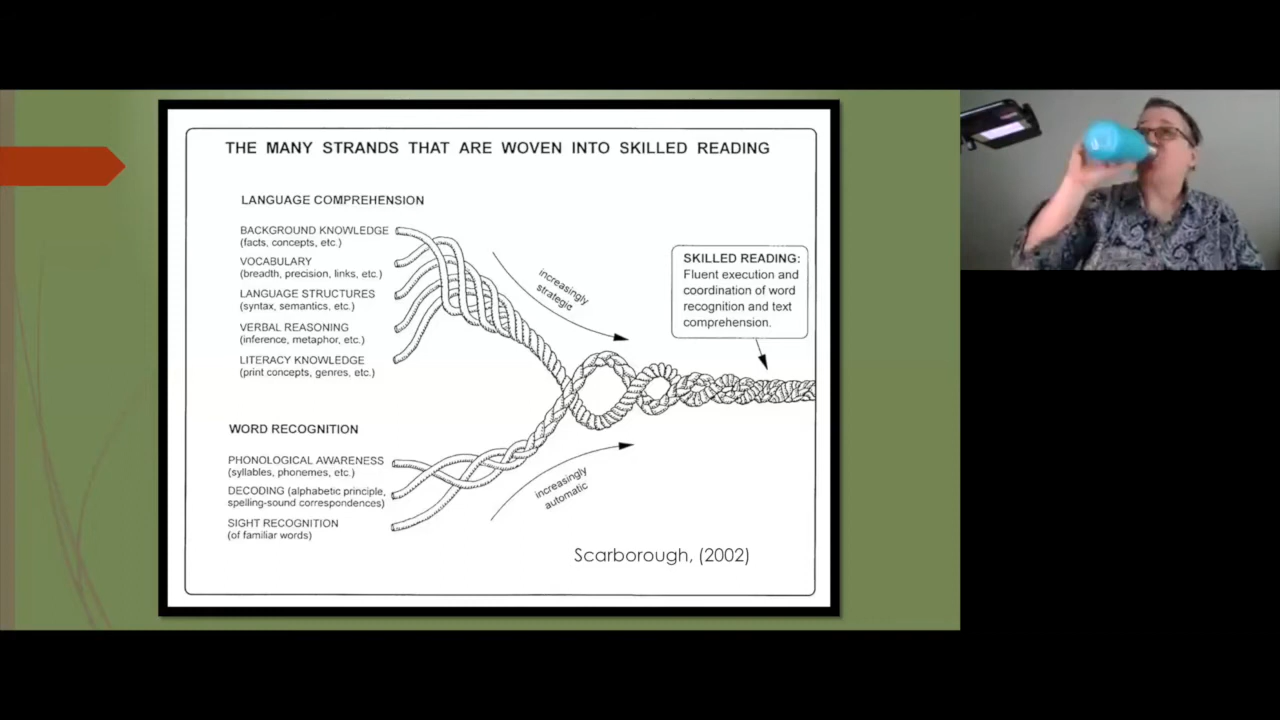 THE MANY STRANDS THAT ARE WOVEN INTO SKILLED READING
LANGUAGE COMPREHENSION
BACKGROUND KNOWLEDGE
(facts, concepts, etc.)
VOCABULARY
(breadth, precision, links, etc.)
LANGUAGE STRUCTURES
(syntax, semantics, etc.)
VERBAL REASONING
(inference, metaphor, etc.)
LITERACY KNOWLEDGE
(print concepts, genres, etc.)
increasingly
strategic
SKILLED READING:
Fluent execution and
coordination of word
recognition and text
comprehension.
WORD RECOGNITION
PHONOLOGICAL AWARENESS
(syllables, phonemes, etc.)
DECODING (alphabetic principle,
spelling-sound correspondences)
SIGHT RECOGNITION
(of familiar words)
increasingly
automatic
Scarborough, (2002)